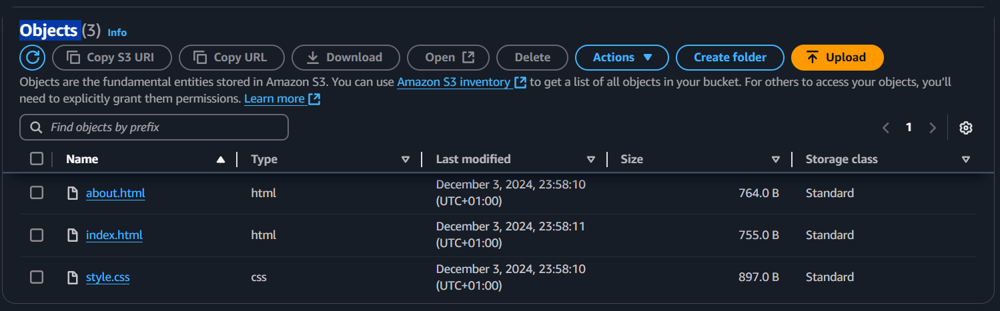 Objects (3) Info
Copy S3 URI Copy URL Download Open Delete Actions Create folder Upload
Objects are the fundamental entities stored in Amazon S3. You can use Amazon S3 inventory to get a list of all objects in your bucket. For others to access your objects, you'll
need to explicitly grant them permissions. Learn more
Find objects by prefix 1
Name Type Last modified Size Storage class
about.html html December 3, 2024, 23:58:10 (UTC+01:00) 764.0 B Standard
index.html html December 3, 2024, 23:58:11 (UTC+01:00) 755.0 B Standard
style.css css December 3, 2024, 23:58:10 (UTC+01:00) 897.0 B Standard